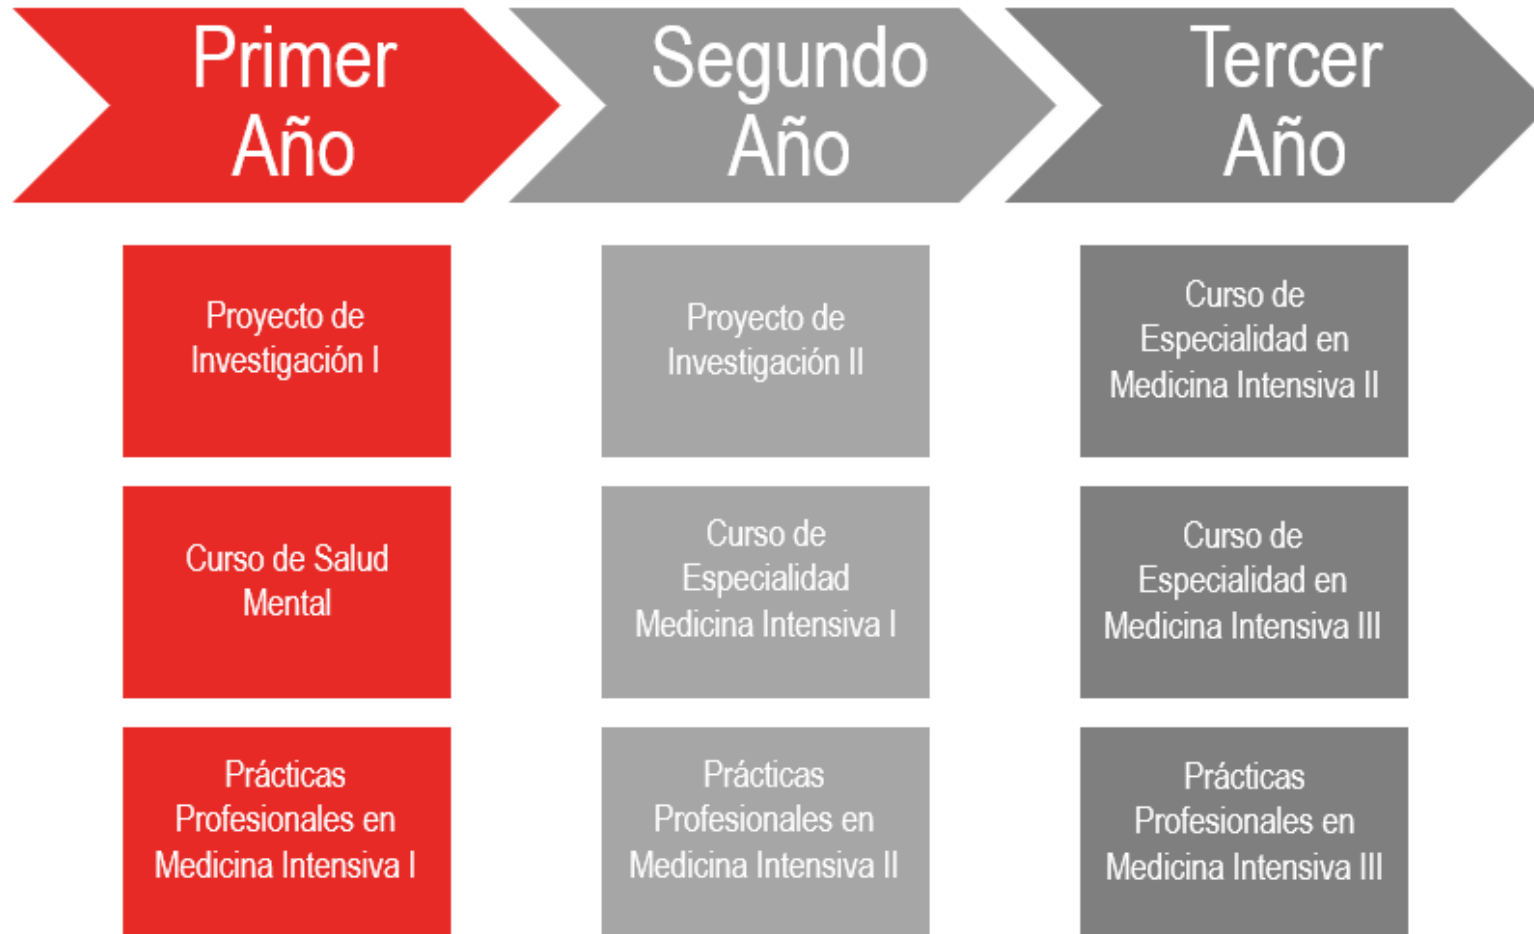 Primer
Año
Segundo
Año
Tercer
Año
Proyecto de
Investigación I
Proyecto de
Investigación II
Curso de
Especialidad en
Medicina Intensiva II
Curso de Salud
Mental
Curso de
Especialidad
Medicina Intensiva I
Curso de
Especialidad en
Medicina Intensiva III
Prácticas
Profesionales en
Medicina Intensiva I
Prácticas
Profesionales en
Medicina Intensiva II
Prácticas
Profesionales en
Medicina Intensiva III